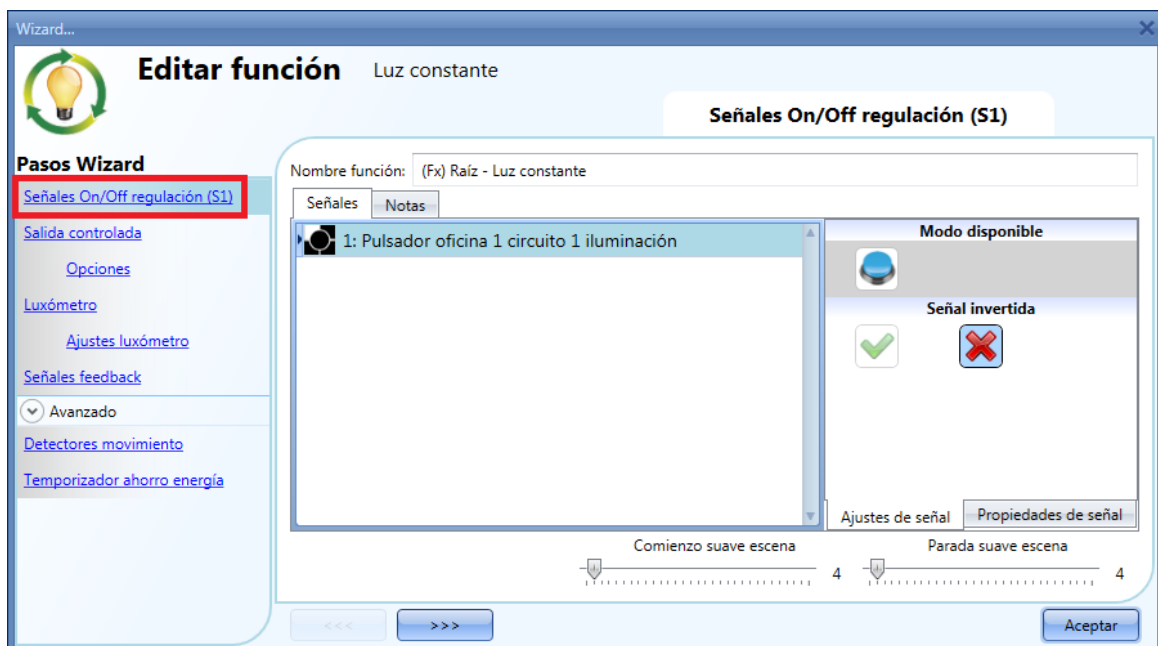 Wizard...
Editar función Luz constante
Señales On/Off regulación (S1)
Pasos Wizard
Señales On/Off regulación (S1)
Salida controlada
Opciones
Luxómetro
Ajustes luxómetro
Señales feedback
Avanzado
Detectores movimiento
Temporizador ahorro energía
Nombre función: (Fx) Raíz - Luz constante
Señales Notas
1: Pulsador oficina 1 circuito 1 iluminación
Modo disponible
Señal invertida
Ajustes de señal Propiedades de señal
Comienzo suave escena Parada suave escena
4 4
<<< >>> Aceptar